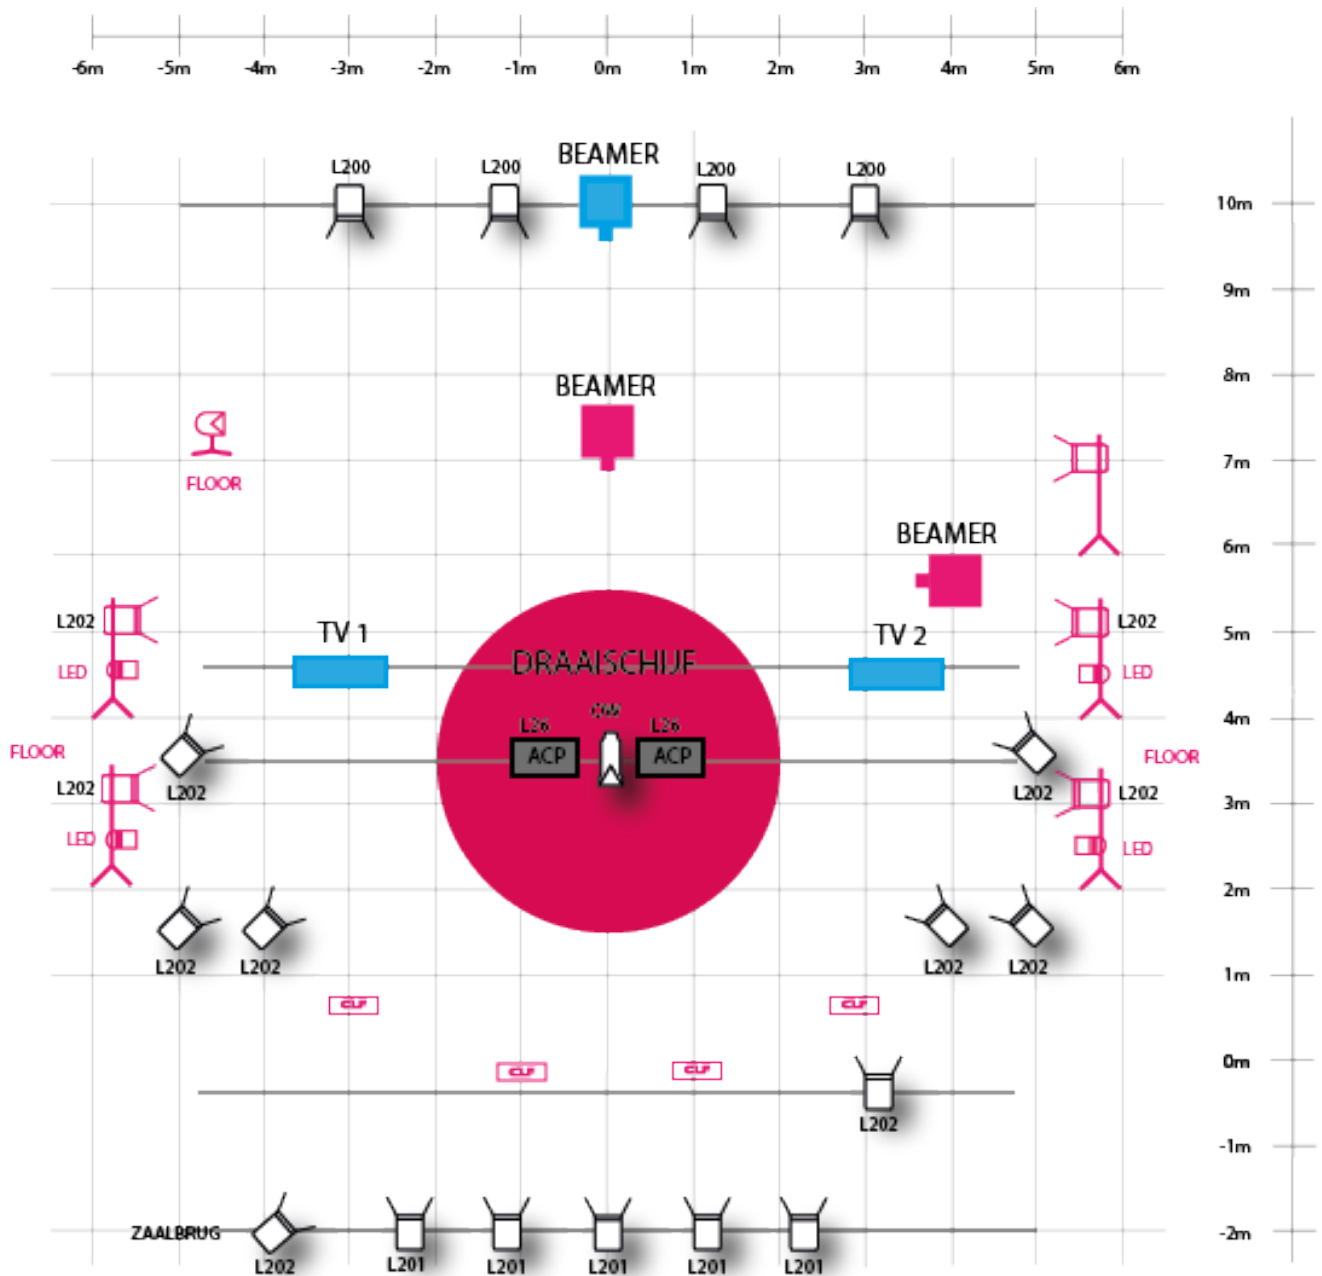 -6m -5m -4m -3m -2m -1m 0m 1m 2m 3m 4m 5m 6m
BEAMER
L200 L200 L200 L200
10m
9m
BEAMER
8m
7m
FLOOR
BEAMER
6m
L202 TV 1 TV 2 L202
5m
DRAAISCHIJF
LED LED
OW
4m
L26 L26
FLOOR ACP ACP FLOOR
L202 L202 L202 L202
3m
LED LED
2m
L202 L202 L202 L202
1m
CLF CLF
0m
CLF CLF
L202
-1m
ZAALBRUG -2m
L202 L201 L201 L201 L201 L201